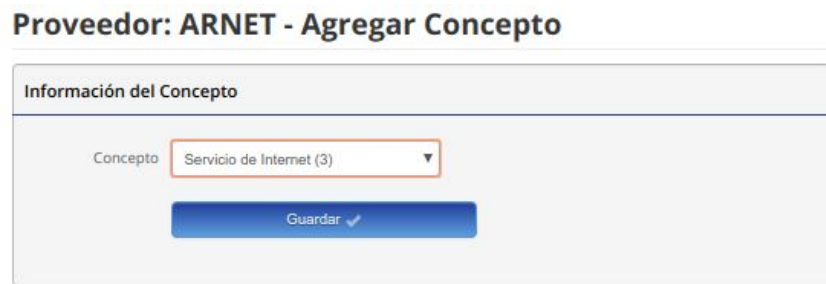 Proveedor: ARNET - Agregar Concepto
Información del Concepto
Concepto Servicio de Internet (3)
Guardar